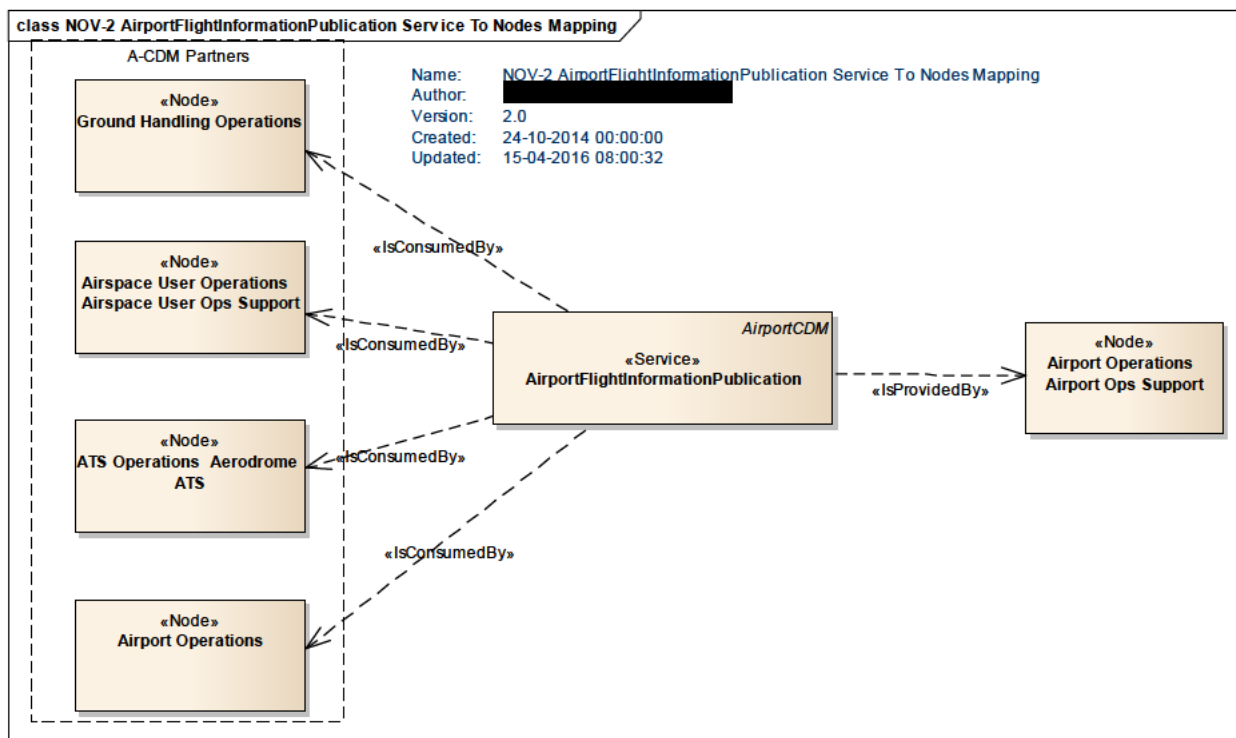 class NOV-2 AirportFlightInformationPublication Service To Nodes Mapping
A-CDM Partners
Name: NOV-2 AirportFlightInformationPublication Service To Nodes Mapping
Author:
Version: 2.0
Created: 24-10-2014 00:00:00
Updated: 15-04-2016 08:00:32
«Node»
Ground Handling Operations
«IsConsumedBy»
«Node»
Airspace User Operations
Airspace User Ops Support
«IsConsumedBy»
AirportCDM
«Service»
AirportFlightInformationPublication
«IsProvidedBy»
«Node»
Airport Operations
Airport Ops Support
«Node»
ATS Operations Aerodrome
ATS
«IsConsumedBy»
«IsConsumedBy»
«Node»
Airport Operations